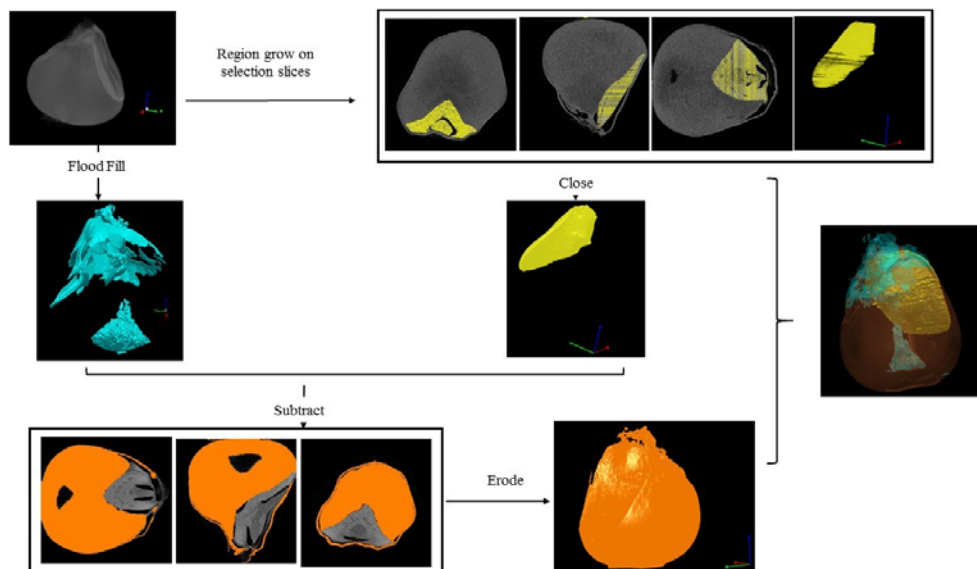 Region grow on
selection slices
Flood Fill
Close
Subtract
Erode